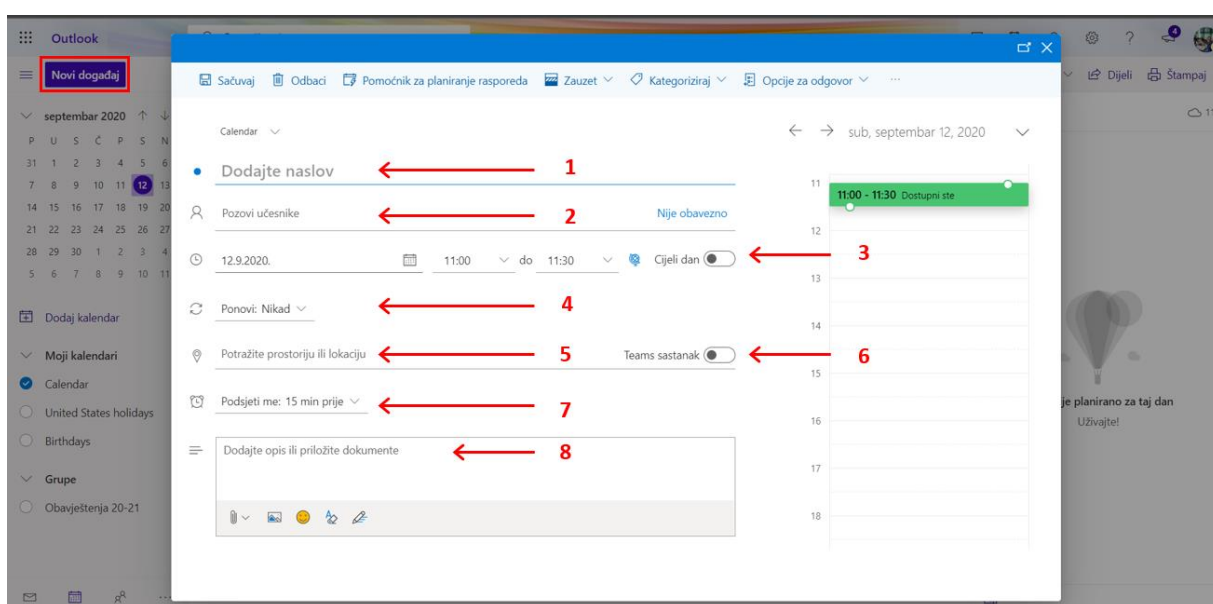 Outlook
Novi događaj
Sačuvaj Odbaci Pomoćnik za planiranje rasporeda Zauzet Kategoriziraj Opcije za odgovor ...
Dijeli Štampaj
septembar 2020
P U S Č P S N
31 1 2 3 4 5 6
7 8 9 10 11 12 13
14 15 16 17 18 19 20
21 22 23 24 25 26 27
28 29 30 1 2 3 4
5 6 7 8 9 10 11
Dodaj kalendar
Moji kalendari
Calendar
United States holidays
Birthdays
Grupe
Obavještenja 20-21
Calendar
Dodajte naslov 1
Pozovi učesnike 2 Nije obavezno
12.9.2020. 11:00 do 11:30 Cijeli dan 3
Ponovi: Nikad 4
Potražite prostoriju ili lokaciju 5 Teams sastanak 6
Podsjeti me: 15 min prije 7
Dodajte opis ili priložite dokumente 8
sub, septembar 12, 2020
11
11:00 - 11:30 Dostupni ste
12
13
14
15
16
17
18
je planirano za taj dan
Uživajte!
? 4